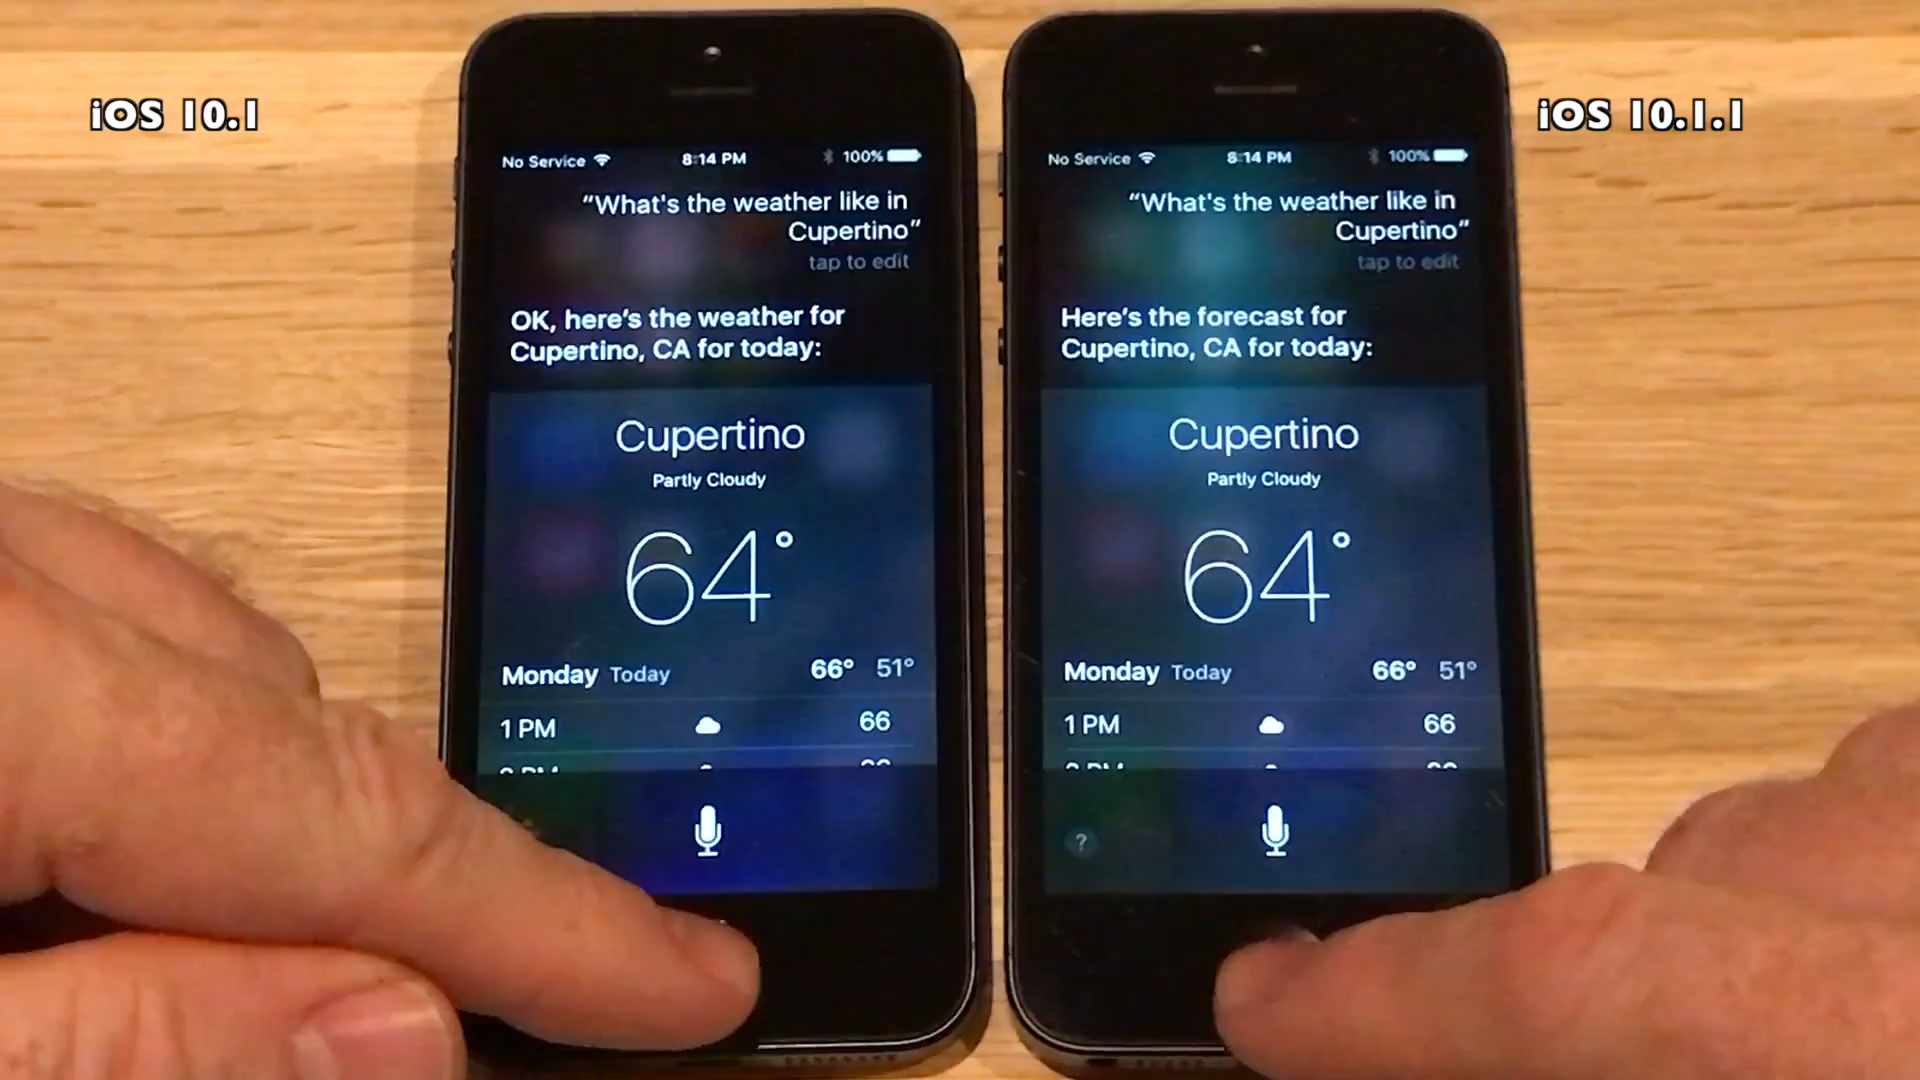 iOS 10.1
No Service 8:14 PM 100%
“What's the weather like in
Cupertino”
tap to edit
OK, here's the weather for
Cupertino, CA for today:
Cupertino
Partly Cloudy
64°
Monday Today 66° 51°
1 PM 66
iOS 10.1.1
No Service 8:14 PM 100%
“What's the weather like in
Cupertino”
tap to edit
Here's the forecast for
Cupertino, CA for today:
Cupertino
Partly Cloudy
64°
Monday Today 66° 51°
1 PM 66
?